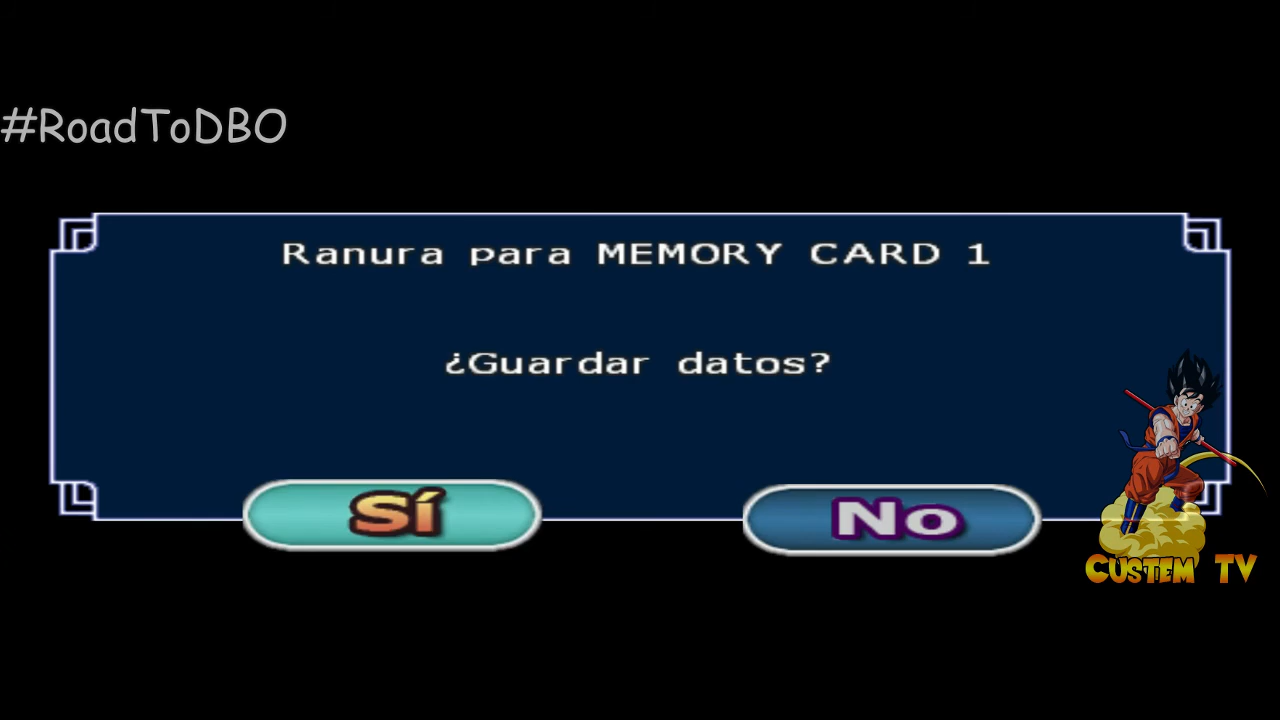 #RoadToDBO
Ranura para MEMORY CARD 1
¿Guardar datos?
Sí
No
CUSTEM TV